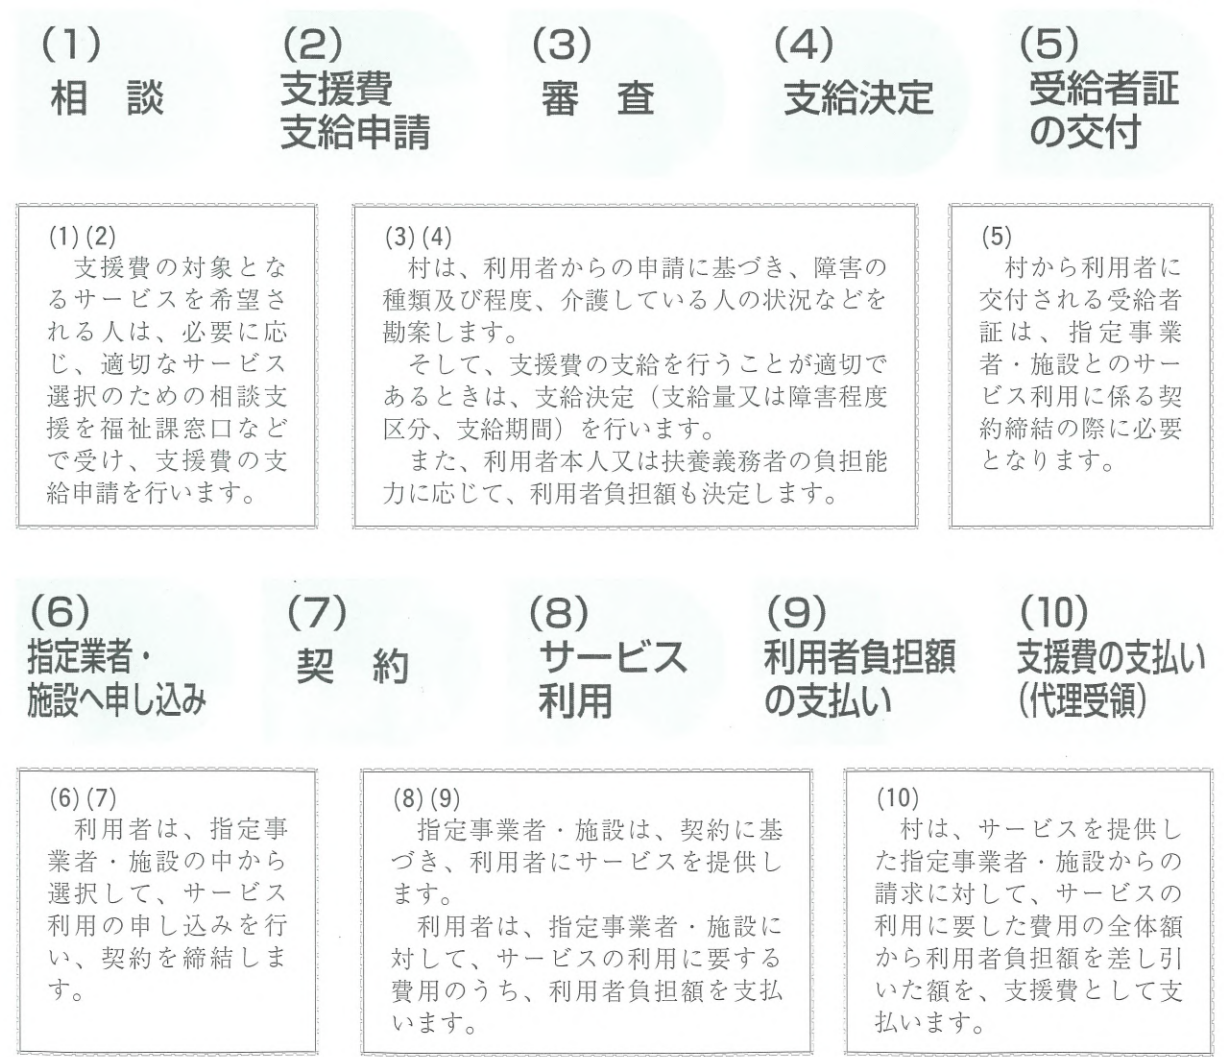 (1)
相 談
(2)
支援費
支給申請
(3)
審 査
(4)
支給決定
(5)
受給者証
の交付
(1)(2)
　支援費の対象とな
るサービスを希望さ
れる人は、必要に応
じ、適切なサービス
選択のための相談支
援を福祉課窓口など
で受け、支援費の支
給申請を行います。
(3)(4)
　村は、利用者からの申請に基づき、障害の
種類及び程度、介護している人の状況などを
勘案します。
　そして、支援費の支給を行うことが適切で
あるときは、支給決定（支給量又は障害程度
区分、支給期間）を行います。
　また、利用者本人又は扶養義務者の負担能
力に応じて、利用者負担額も決定します。
(5)
　村から利用者に
交付される受給者
証は、指定事業
者・施設とのサー
ビス利用に係る契
約締結の際に必要
となります。
(6)
指定業者・
施設へ申し込み
(7)
契 約
(8)
サービス
利用
(9)
利用者負担額
の支払い
(10)
支援費の支払い
（代理受領）
(6)(7)
　利用者は、指定事
業者・施設の中から
選択して、サービス
利用の申し込みを行
い、契約を締結しま
す。
(8)(9)
　指定事業者・施設は、契約に基
づき、利用者にサービスを提供し
ます。
　利用者は、指定事業者・施設に
対して、サービスの利用に要する
費用のうち、利用者負担額を支払
います。
(10)
　村は、サービスを提供し
た指定事業者・施設からの
請求に対して、サービスの
利用に要した費用の全体額
から利用者負担額を差し引
いた額を、支援費として支
払います。